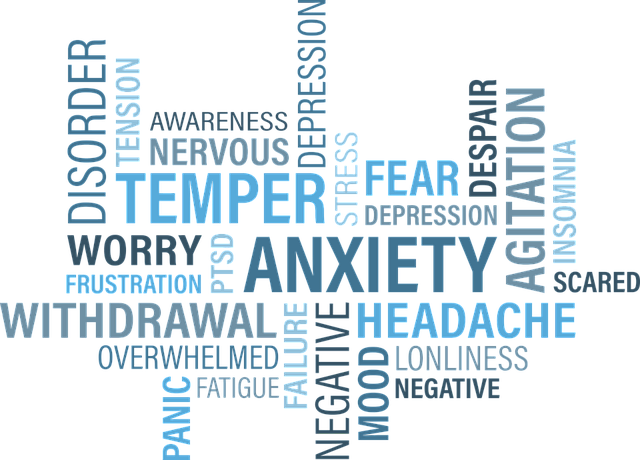 DISORDER
TENSION
AWARENESS
NERVOUS
TEMPER
DEPRESSION
STRESS
FEAR
DEPRESSION
DESPAIR
AGITATION
INSOMNIA
WORRY
FRUSTRATION
PTSD
ANXIETY
SCARED
WITHDRAWAL
OVERWHELMED
PANIC
FATIGUE
FAILURE
NEGATIVE
HEADACHE
MOOD
LONLINESS
NEGATIVE